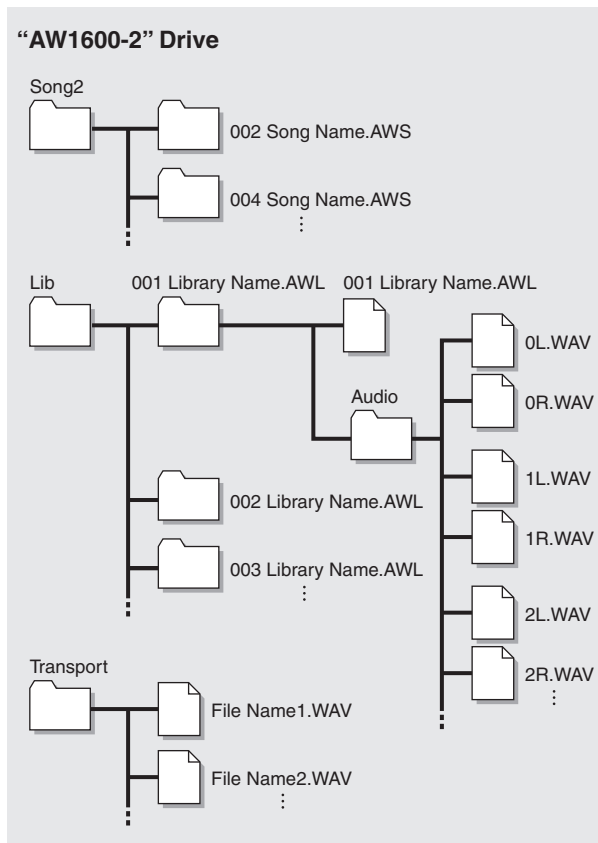 “AW1600-2” Drive
Song2
002 Song Name.AWS
004 Song Name.AWS
Lib
001 Library Name.AWL
001 Library Name.AWL
0L.WAV
Audio
0R.WAV
1L.WAV
002 Library Name.AWL
1R.WAV
003 Library Name.AWL
2L.WAV
Transport
2R.WAV
File Name1.WAV
File Name2.WAV